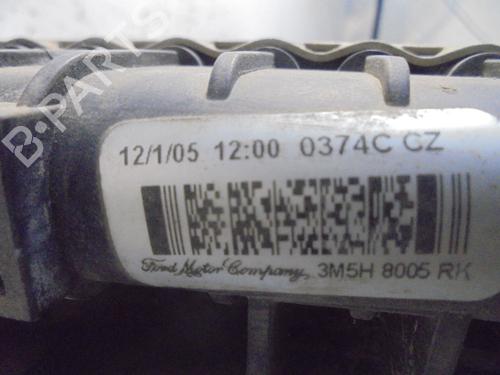 B-PARTS
12/1/05 12:00 0374C CZ
Ford Motor Company, 3M5H 8005 RK